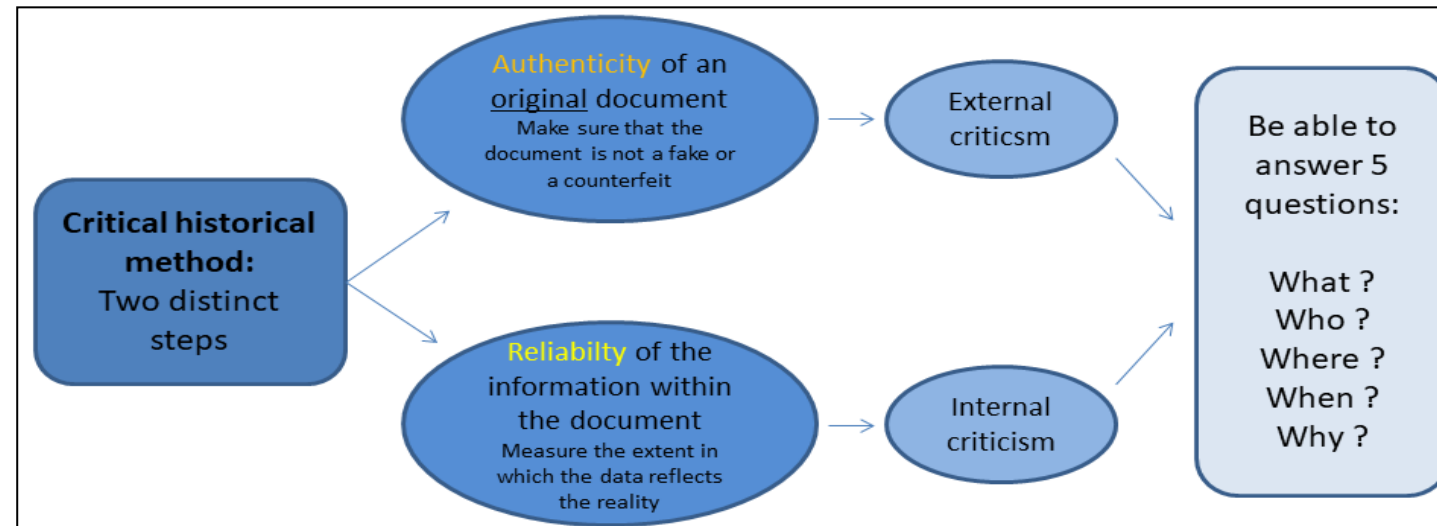 Critical historical
method:
Two distinct
steps
Authenticity of an
original document
Make sure that the
document is not a fake or
a counterfeit
External
criticsm
Reliabilty of the
information within
the document
Measure the extent in
which the data reflects
the reality
Internal
criticism
Be able to
answer 5
questions:
What ?
Who ?
Where ?
When ?
Why ?